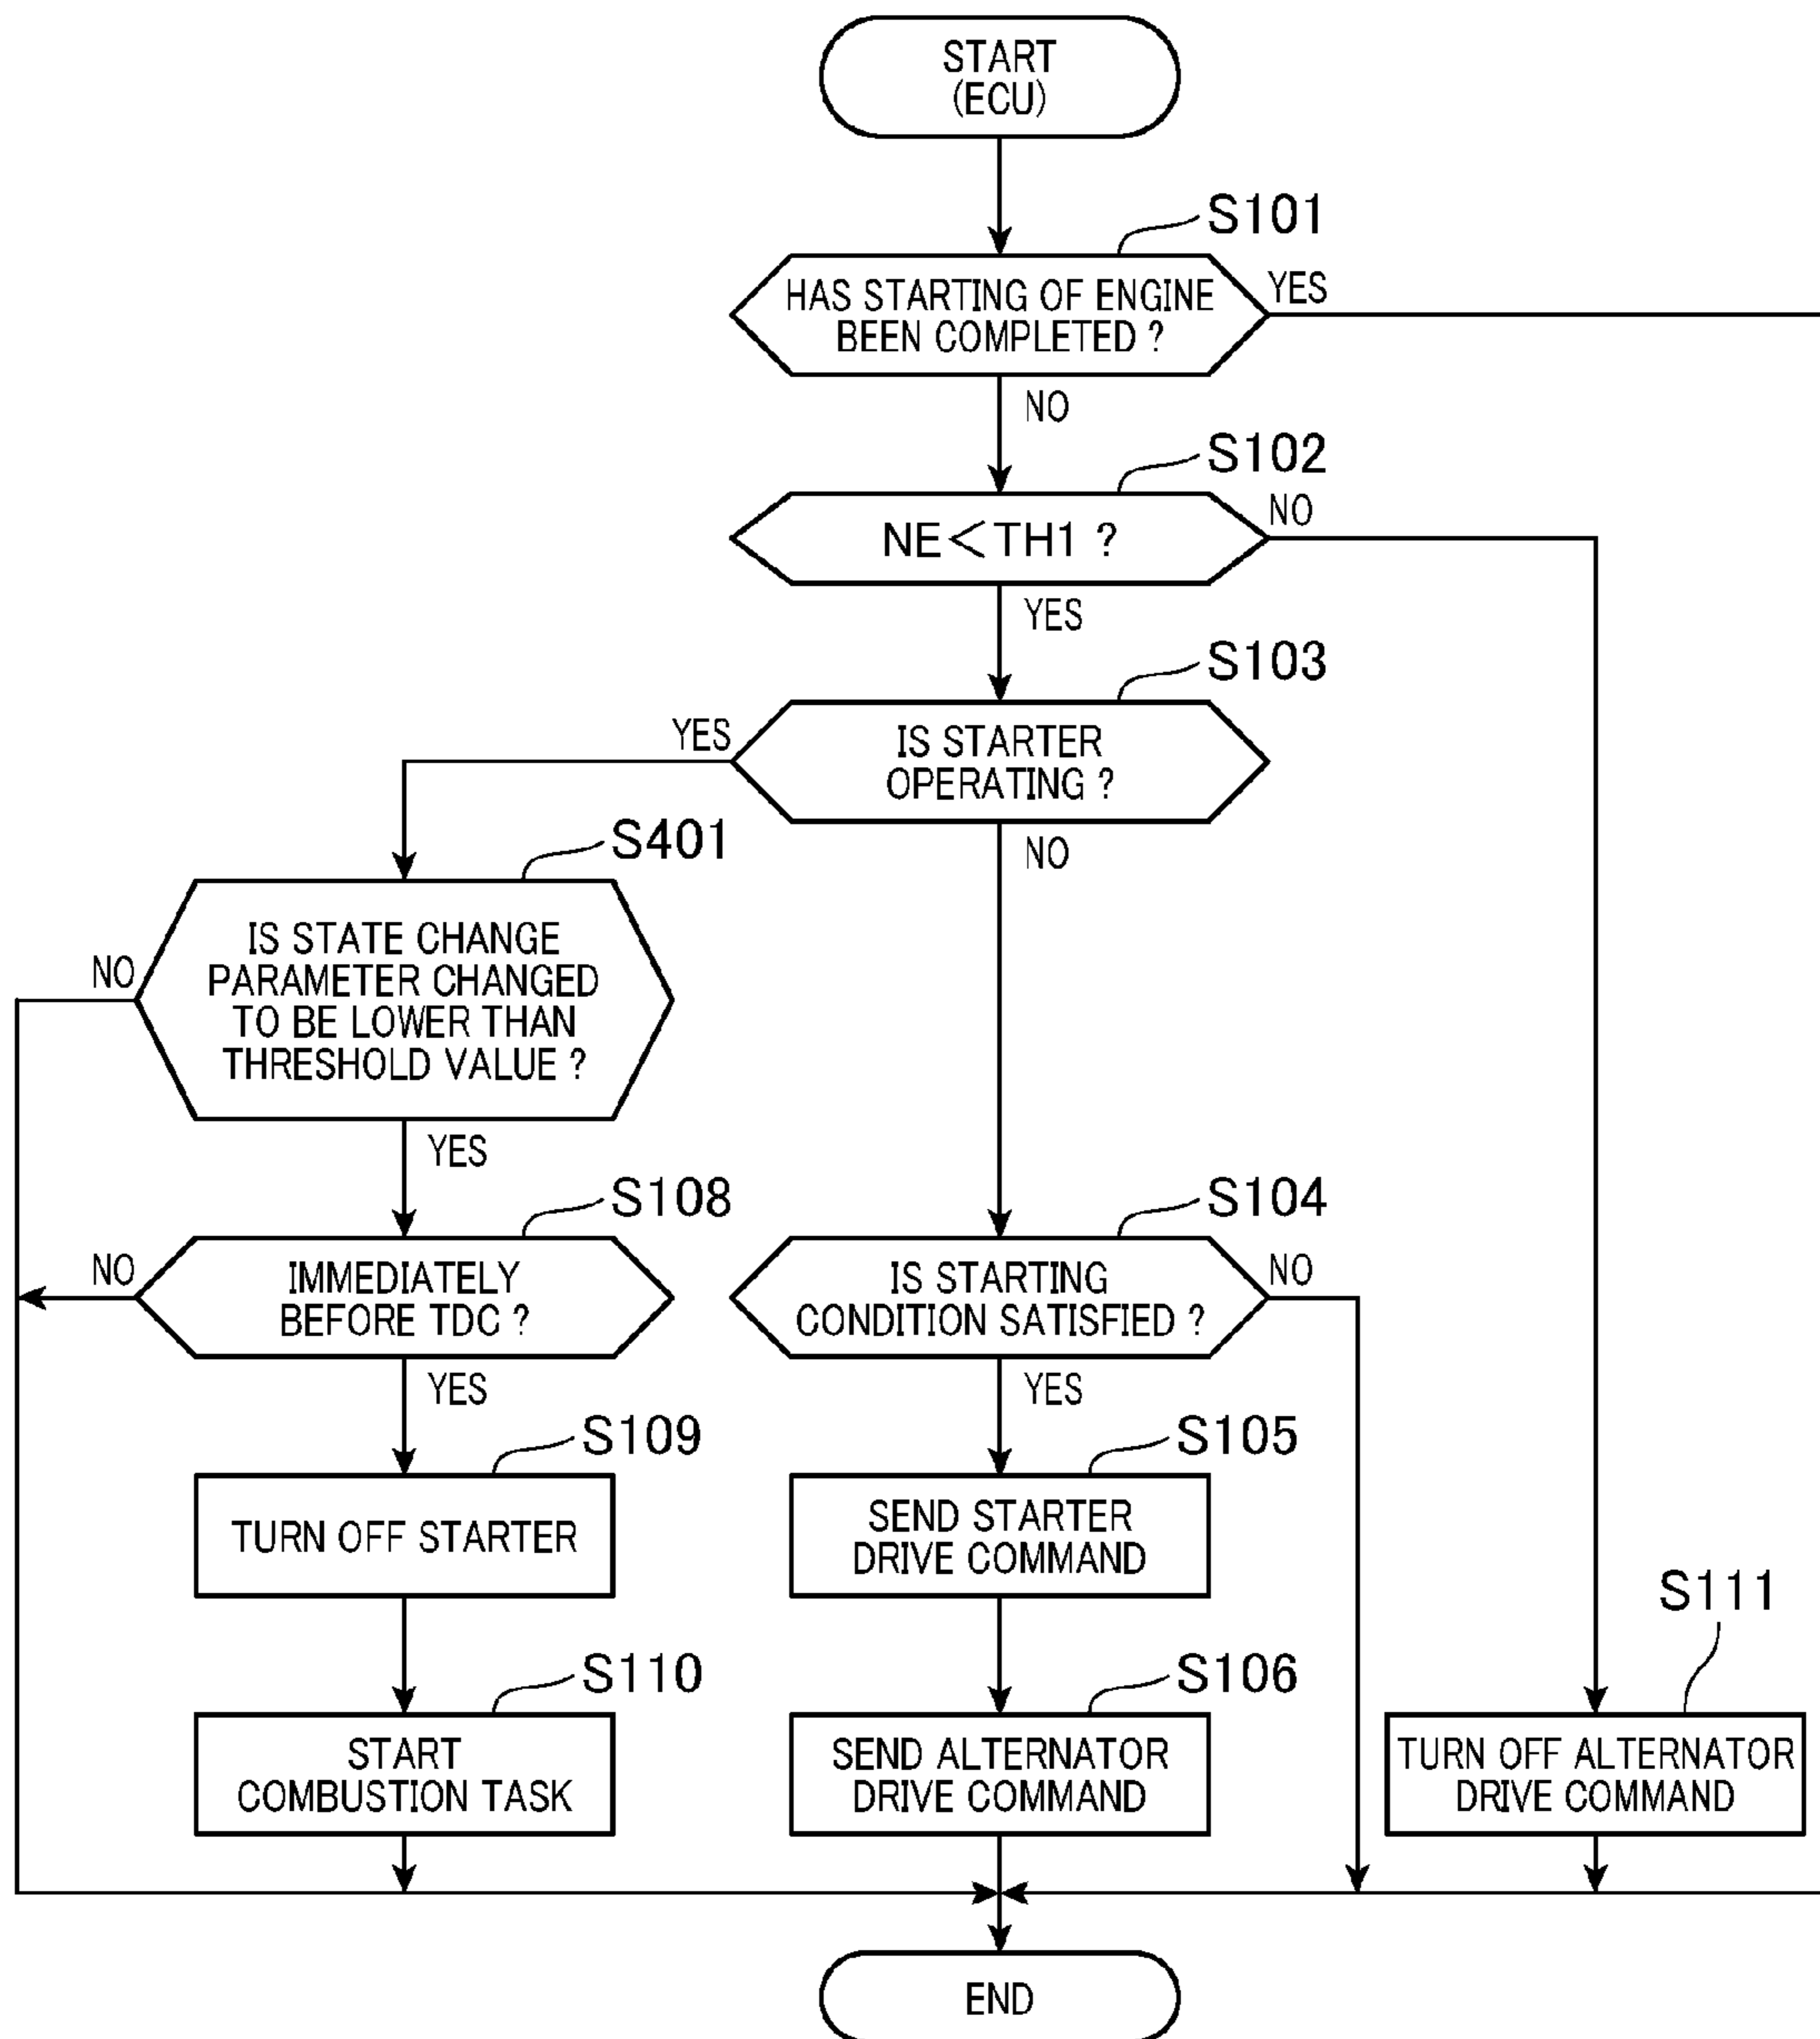 START
(ECU)
S101
HAS STARTING OF ENGINE
BEEN COMPLETED ?
YES
NO
S102
NE<TH1 ?
NO
YES
S103
YES
IS STARTER
OPERATING ?
NO
S401
IS STATE CHANGE
PARAMETER CHANGED
TO BE LOWER THAN
THRESHOLD VALUE ?
NO
YES
S108
NO
IMMEDIATELY
BEFORE TDC ?
YES
S104
IS STARTING
CONDITION SATISFIED ?
NO
YES
S109
TURN OFF STARTER
S105
SEND STARTER
DRIVE COMMAND
S110
START
COMBUSTION TASK
S106
SEND ALTERNATOR
DRIVE COMMAND
S111
TURN OFF ALTERNATOR
DRIVE COMMAND
END